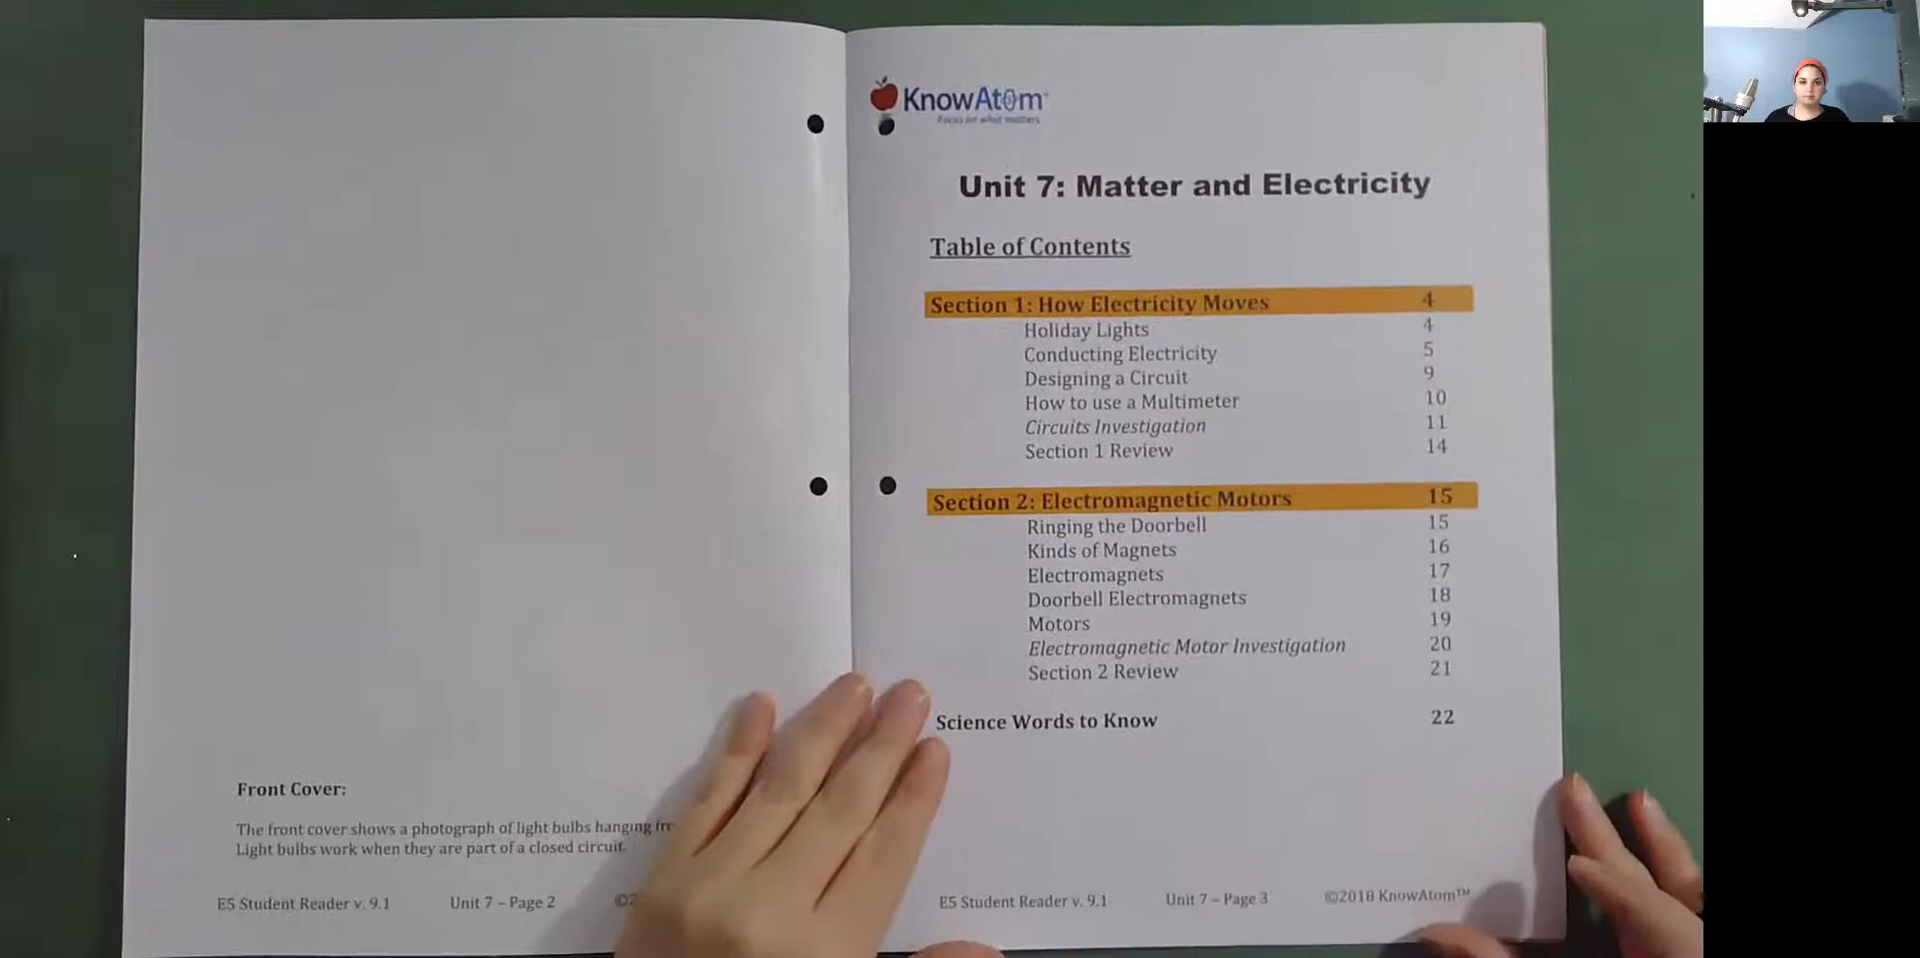 Front Cover:
The front cover shows a photograph of light bulbs hanging
Light bulbs work when they are part of a closed circuit.
E5 Student Reader v. 9.1 Unit 7 – Page 2
KnowAtom
Focus on what matters
Unit 7: Matter and Electricity
Table of Contents
Section 1: How Electricity Moves 4
Holiday Lights 4
Conducting Electricity 5
Designing a Circuit 9
How to use a Multimeter 10
Circuits Investigation 11
Section 1 Review 14
Section 2: Electromagnetic Motors 15
Ringing the Doorbell 15
Kinds of Magnets 16
Electromagnets 17
Doorbell Electromagnets 18
Motors 19
Electromagnetic Motor Investigation 20
Section 2 Review 21
Science Words to Know 22
E5 Student Reader v. 9.1 Unit 7 – Page 3 ©2018 KnowAtom™